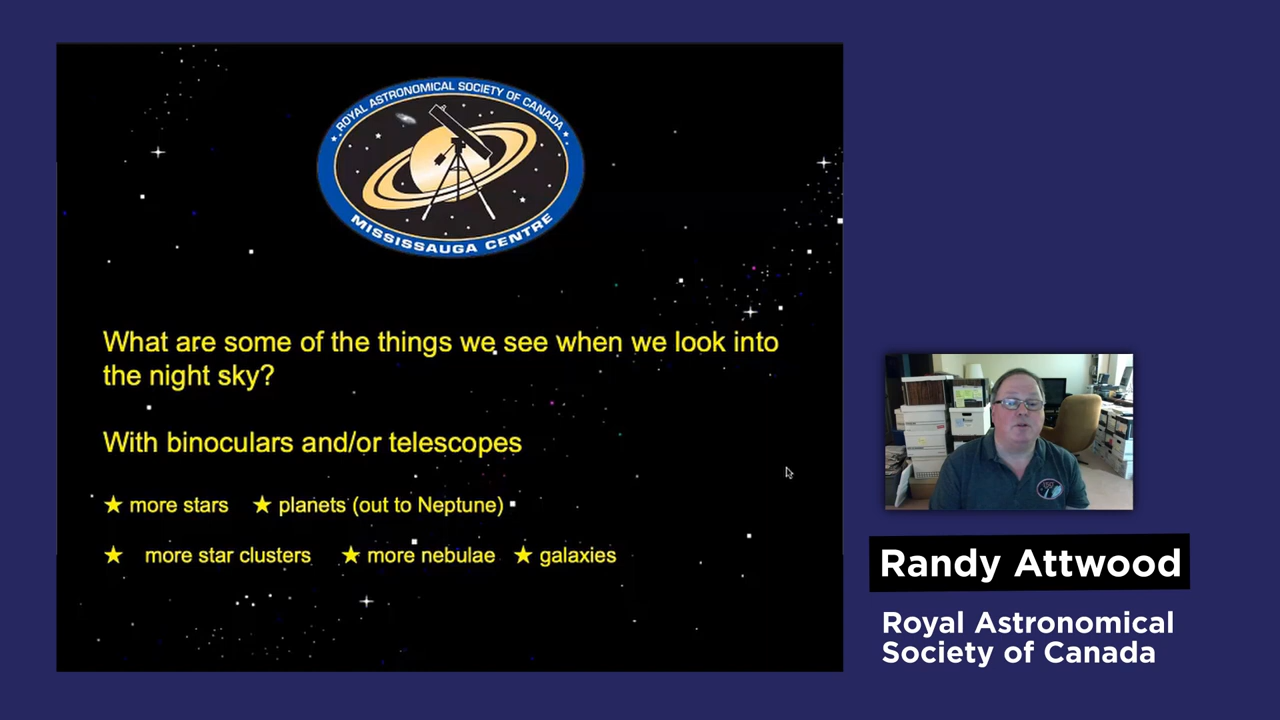 ROYAL ASTRONOMICAL SOCIETY OF CANADA
MISSISSAUGA CENTRE
What are some of the things we see when we look into
the night sky?
With binoculars and/or telescopes
★ more stars ★ planets (out to Neptune)
★ more star clusters ★ more nebulae ★ galaxies
Randy Attwood
Royal Astronomical
Society of Canada